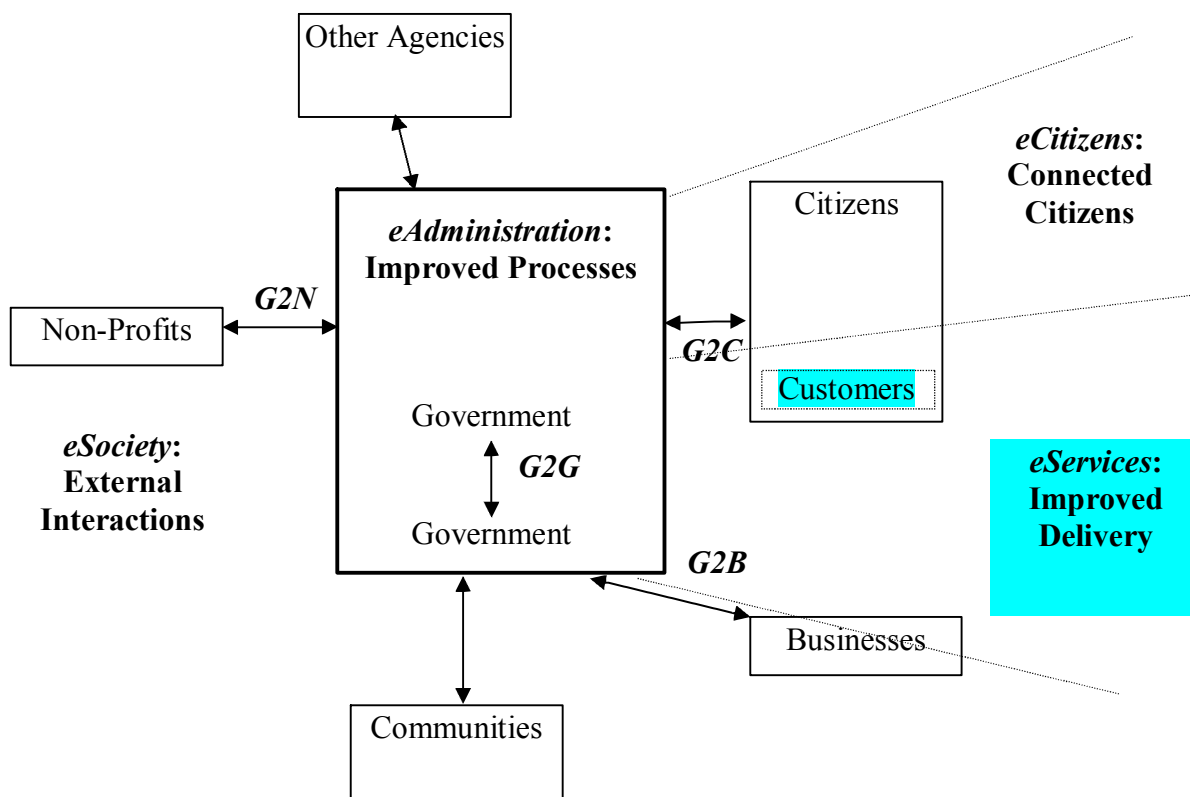 Other Agencies
eCitizens:
Connected
Citizens
Citizens
eAdministration:
Improved Processes
G2N
Non-Profits
G2C
Customers
Government
G2G
Government
eSociety:
External
Interactions
eServices:
Improved
Delivery
G2B
Businesses
Communities